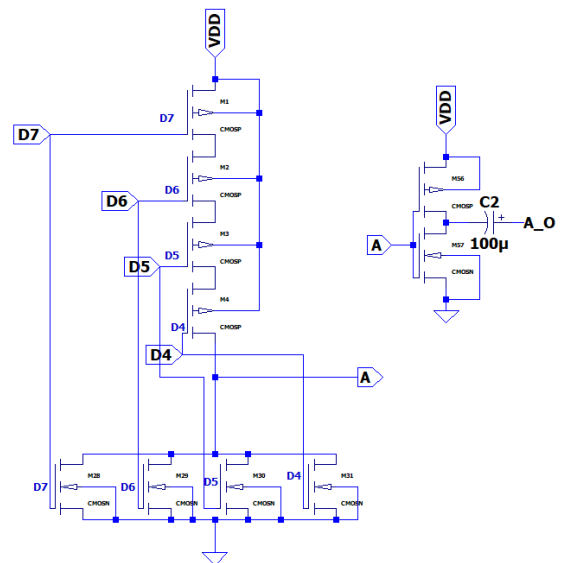 VDD
M1
D7
CMOSP
D7
M2
D6
CMOSP
D6
M3
D5
CMOSP
D5
M4
D4
CMOSP
D4
A
VDD
M56
CMOSP
C2
A_O
A
M57
100µ
CMOSN
M28
M29
M30
M31
D7
D6
D5
D4
CMOSN
CMOSN
CMOSN
CMOSN